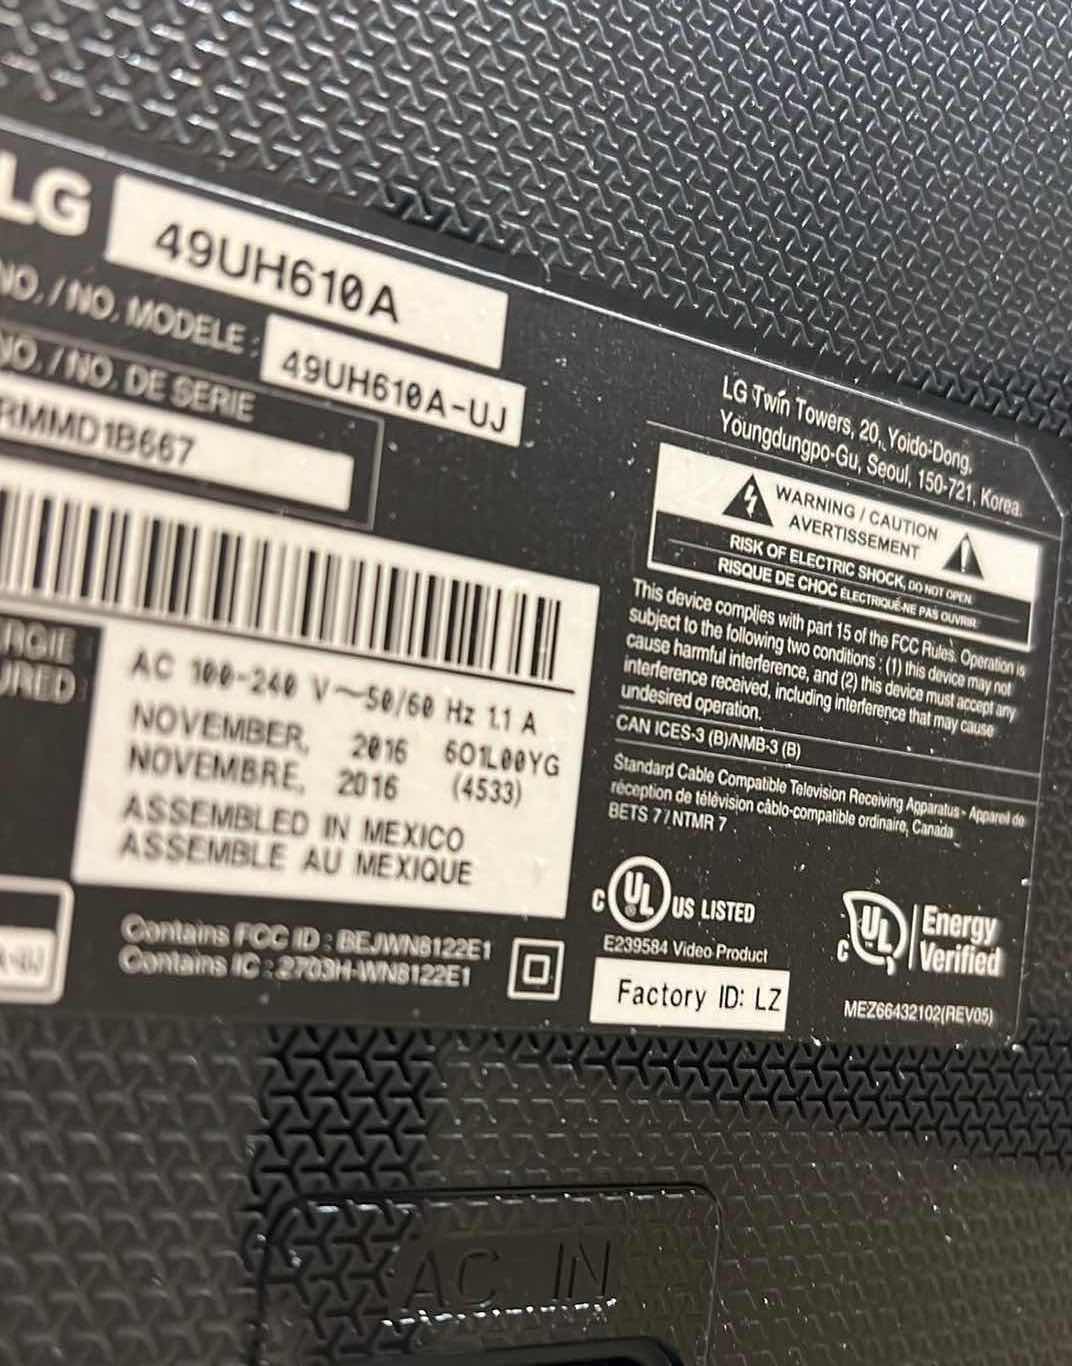 LG 49UH610A
NO. / NO. MODELE : 49UH610A-UJ
NO. / NO. DE SERIE
RMMD1B667
AC 100-240 V~50/60 Hz 1.1 A
NOVEMBER, 2016 601L00YG
NOVEMBRE, 2016 (4533)
ASSEMBLED IN MEXICO
ASSEMBLE AU MEXIQUE
Contains FCC ID : BEJWN8122E1
Contains IC : 2703H-WN8122E1
LG Twin Towers, 20, Yoido-Dong,
Youngdungpo-Gu, Seoul, 150-721, Korea.
WARNING / CAUTION
AVERTISSEMENT
RISK OF ELECTRIC SHOCK, DO NOT OPEN.
RISQUE DE CHOC ÉLECTRIQUE-NE PAS OUVRIR.
This device complies with part 15 of the FCC Rules. Operation is
subject to the following two conditions : (1) this device may not
cause harmful interference, and (2) this device must accept any
interference received, including interference that may cause
undesired operation.
CAN ICES-3 (B)/NMB-3 (B)
Standard Cable Compatible Television Receiving Apparatus - Appareil de
réception de télévision câblo-compatible ordinaire, Canada
BETS 7 / NTMR 7
C UL US LISTED
E239584 Video Product
Factory ID: LZ
C UL Energy
Verified
MEZ66432102(REV05)
AC IN